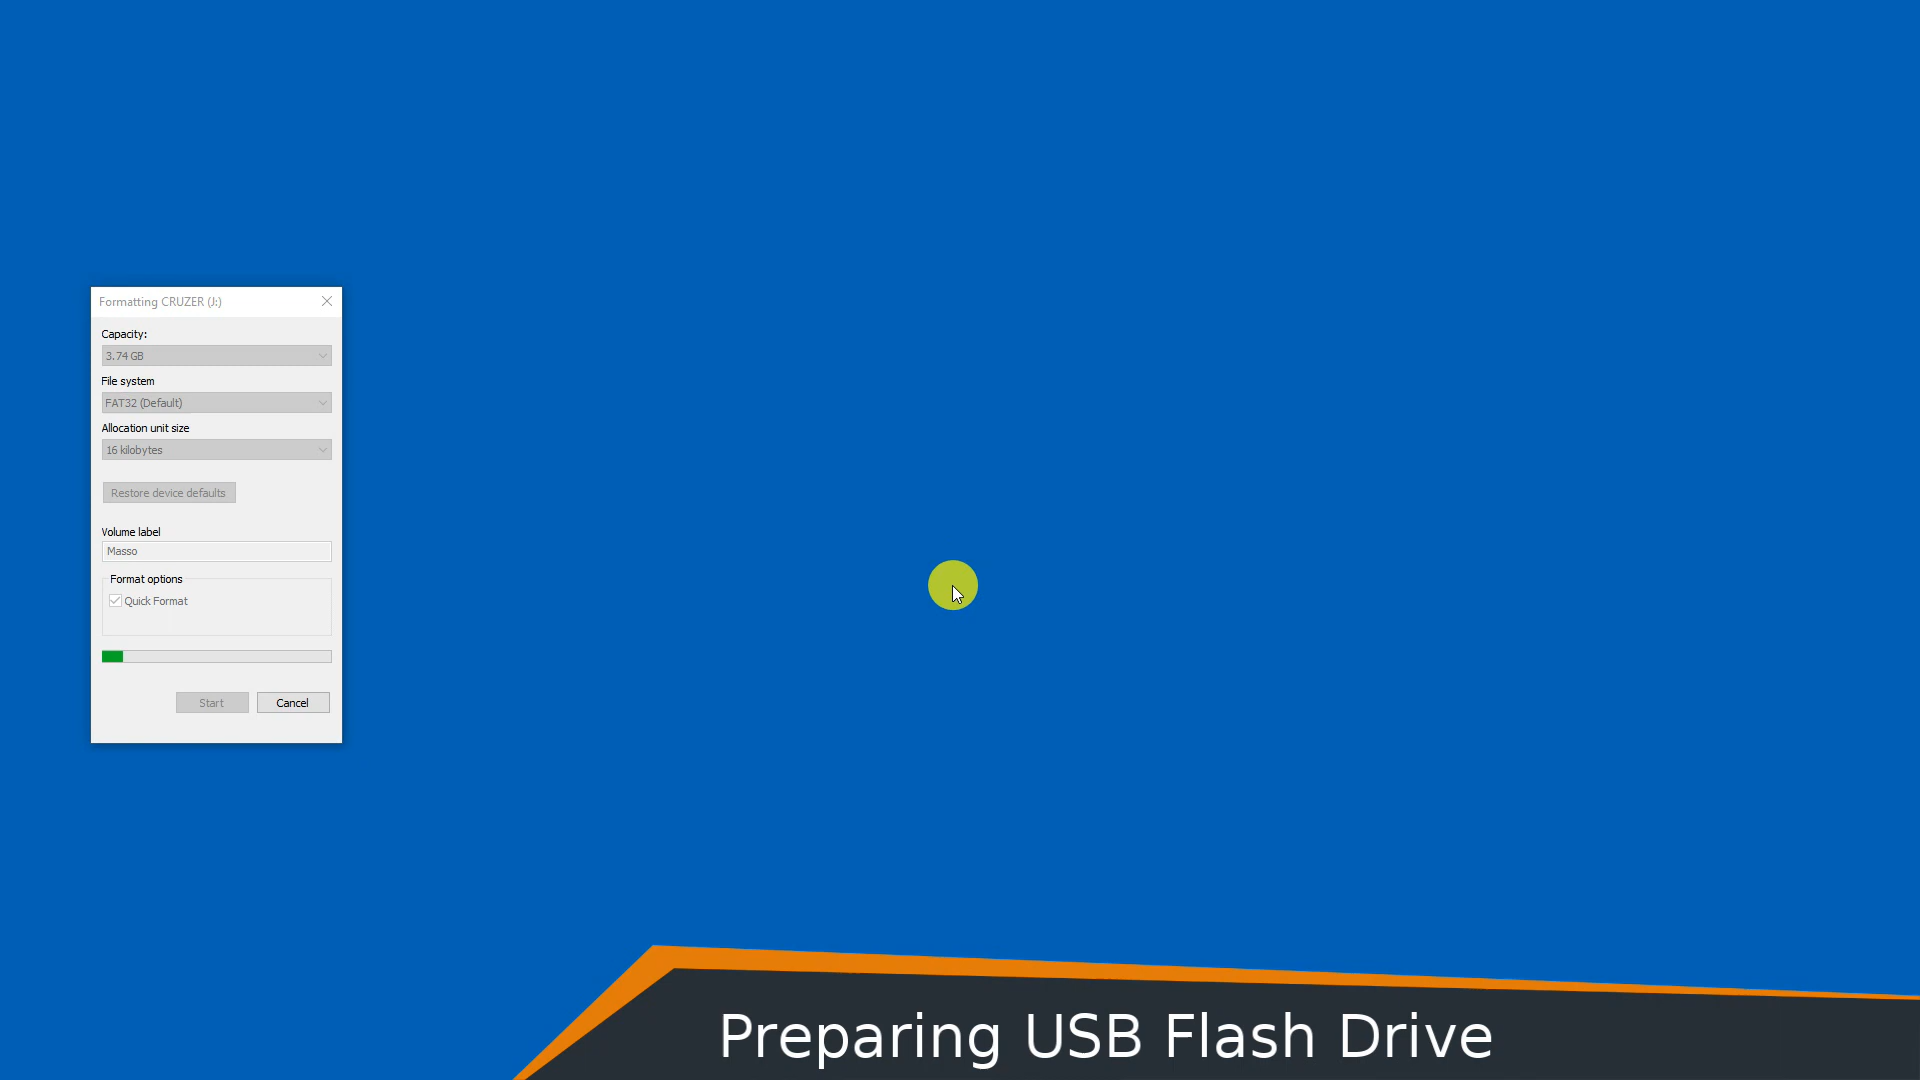 Formatting CRUZER (J:)
Capacity:
3.74 GB
File system
FAT32 (Default)
Allocation unit size
16 kilobytes
Restore device defaults
Volume label
Masso
Format options
Quick Format
Start Cancel
Preparing USB Flash Drive